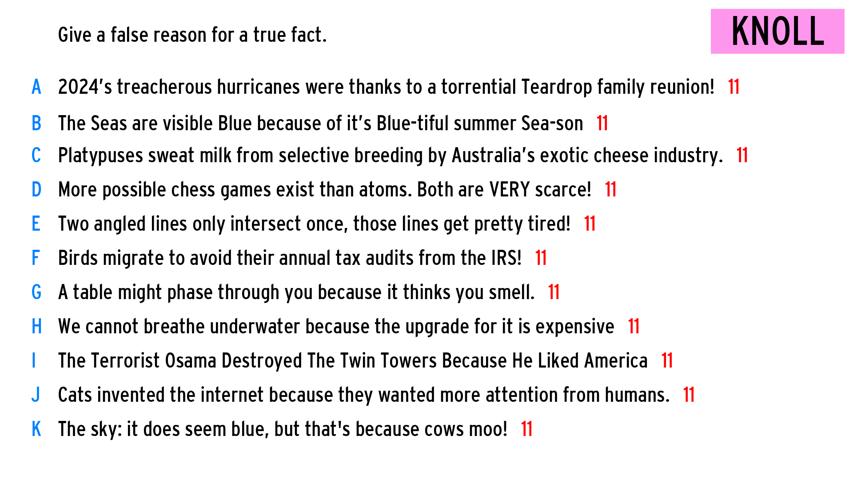 Give a false reason for a true fact.
KNOLL
A 2024's treacherous hurricanes were thanks to a torrential Teardrop family reunion! 11
B The Seas are visible Blue because of it's Blue-tiful summer Sea-son 11
C Platypuses sweat milk from selective breeding by Australia's exotic cheese industry. 11
D More possible chess games exist than atoms. Both are VERY scarce! 11
E Two angled lines only intersect once, those lines get pretty tired! 11
F Birds migrate to avoid their annual tax audits from the IRS! 11
G A table might phase through you because it thinks you smell. 11
H We cannot breathe underwater because the upgrade for it is expensive 11
I The Terrorist Osama Destroyed The Twin Towers Because He Liked America 11
J Cats invented the internet because they wanted more attention from humans. 11
K The sky: it does seem blue, but that's because cows moo! 11